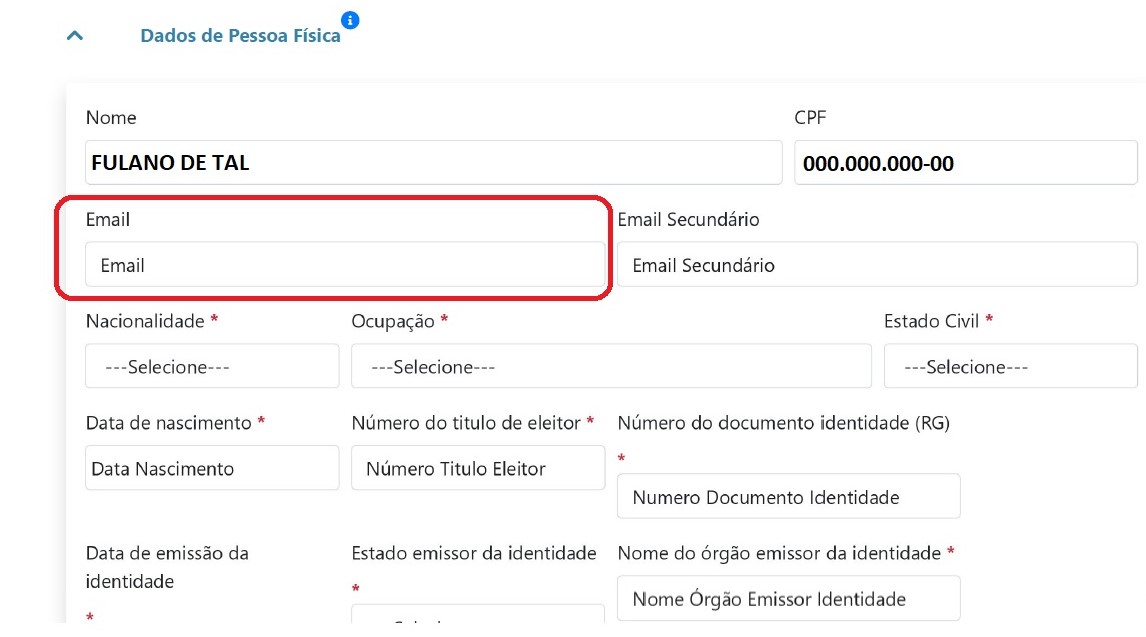 Dados de Pessoa Física
Nome CPF
FULANO DE TAL 000.000.000-00
Email Email Secundário
Email Email Secundário
Nacionalidade * Ocupação * Estado Civil *
---Selecione--- ---Selecione--- ---Selecione---
Data de nascimento * Número do titulo de eleitor * Número do documento identidade (RG)
*
Data Nascimento Número Titulo Eleitor
Numero Documento Identidade
Data de emissão da Estado emissor da identidade Nome do órgão emissor da identidade *
identidade
* *
Nome Órgão Emissor Identidade